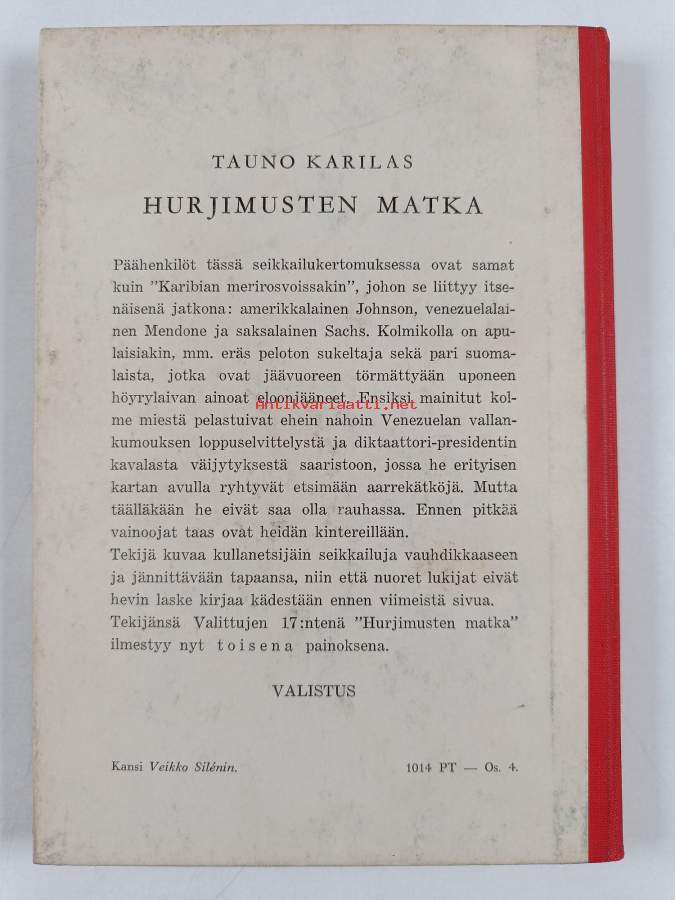 TAUNO KARILAS
HURJIMUSTEN MATKA
Päähenkilöt tässä seikkailukertomuksessa ovat samat
kuin "Karibian merirosvoissakin", johon se liittyy itse-
näisenä jatkona: amerikkalainen Johnson, venezuelalai-
nen Mendone ja saksalainen Sachs. Kolmikolla on apu-
laisiakin, mm. eräs peloton sukeltaja sekä pari suoma-
laista, jotka ovat jäävuoreen törmättyään uponeen
höyrylaivan ainoat eloonjääneet. Ensiksi mainitut kol-
Antikvariaatti.net
me miestä pelastuivat ehein nahoin Venezuelan vallan-
kumouksen loppuselvittelystä ja diktaattori-presidentin
kavalasta väijytyksestä saaristoon, jossa he erityisen
kartan avulla ryhtyvät etsimään aarrekätköjä. Mutta
täälläkään he eivät saa olla rauhassa. Ennen pitkää
vainoojat taas ovat heidän kintereillään.
Tekijä kuvaa kullanetsijäin seikkailuja vauhdikkaaseen
ja jännittävään tapaansa, niin että nuoret lukijat eivät
hevin laske kirjaa kädestään ennen viimeistä sivua.
Tekijänsä Valittujen 17:ntenä "Hurjimusten matka"
ilmestyy nyt toisena painoksena.
VALISTUS
Kansi Veikko Silénin.
1014 PT — Os. 4.